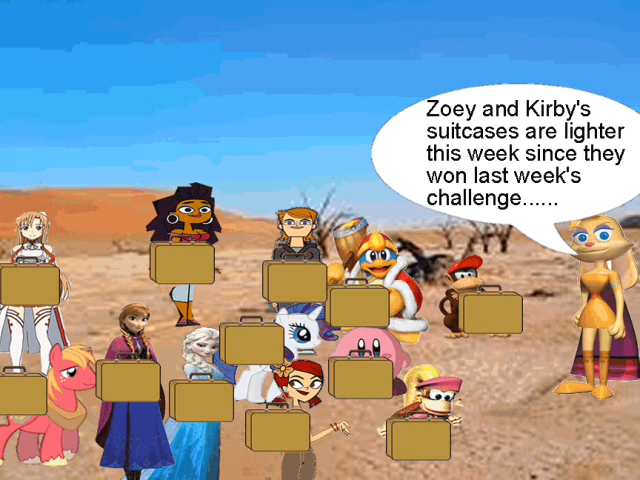 Zoey and Kirby's
suitcases are lighter
this week since they
won last week's
challenge......